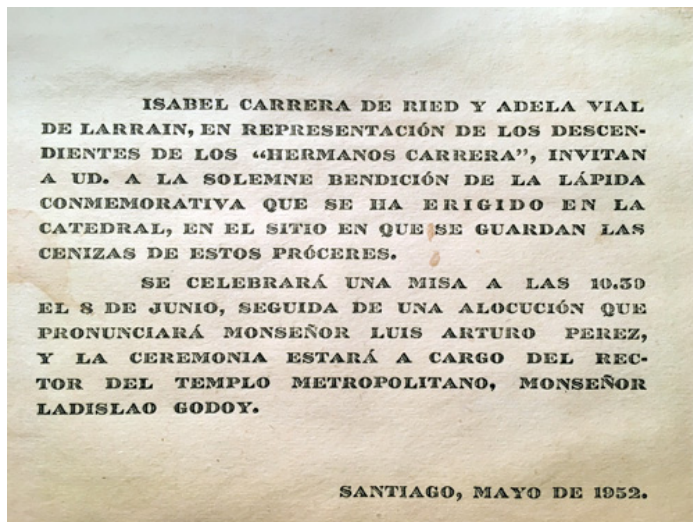 ISABEL CARRERA DE RIED Y ADELA VIAL
DE LARRAIN, EN REPRESENTACIÓN DE LOS DESCEN-
DIENTES DE LOS “HERMANOS CARRERA”, INVITAN
A UD. A LA SOLEMNE BENDICIÓN DE LA LÁPIDA
CONMEMORATIVA QUE SE HA ERIGIDO EN LA
CATEDRAL, EN EL SITIO EN QUE SE GUARDAN LAS
CENIZAS DE ESTOS PRÓCERES.
SE CELEBRARÁ UNA MISA A LAS 10.30
EL 8 DE JUNIO, SEGUIDA DE UNA ALOCUCIÓN QUE
PRONUNCIARÁ MONSEÑOR LUIS ARTURO PEREZ,
Y LA CEREMONIA ESTARÁ A CARGO DEL REC-
TOR DEL TEMPLO METROPOLITANO, MONSEÑOR
LADISLAO GODOY.
SANTIAGO, MAYO DE 1952.